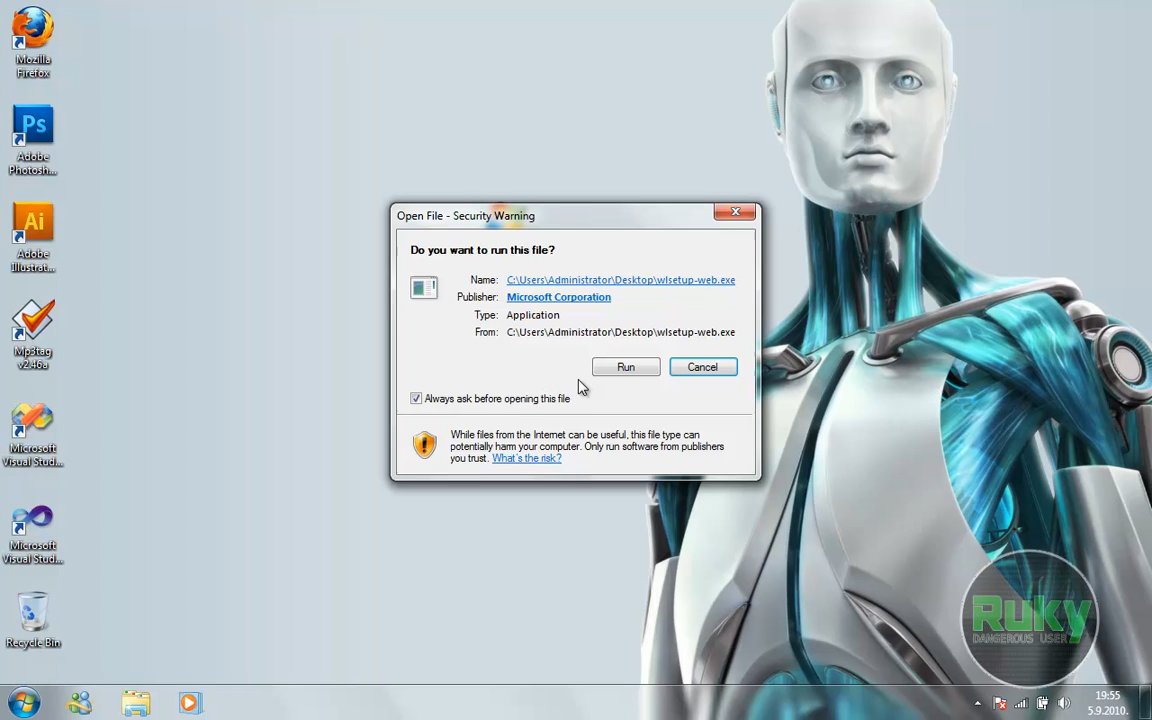 Mozilla
Firefox
Ps
Adobe
Photosh...
Ai
Adobe
Illustrat...
Mp3tag
v2.46a
Microsoft
Visual Stud...
Microsoft
Visual Stud...
Recycle Bin
Open File - Security Warning
Do you want to run this file?
Name: C:\Users\Administrator\Desktop\wlsetup-web.exe
Publisher: Microsoft Corporation
Type: Application
From: C:\Users\Administrator\Desktop\wlsetup-web.exe
Run Cancel
Always ask before opening this file
While files from the Internet can be useful, this file type can
potentially harm your computer. Only run software from publishers
you trust. What's the risk?
Ruky
DANGEROUS USER
19:55
5.9.2010.